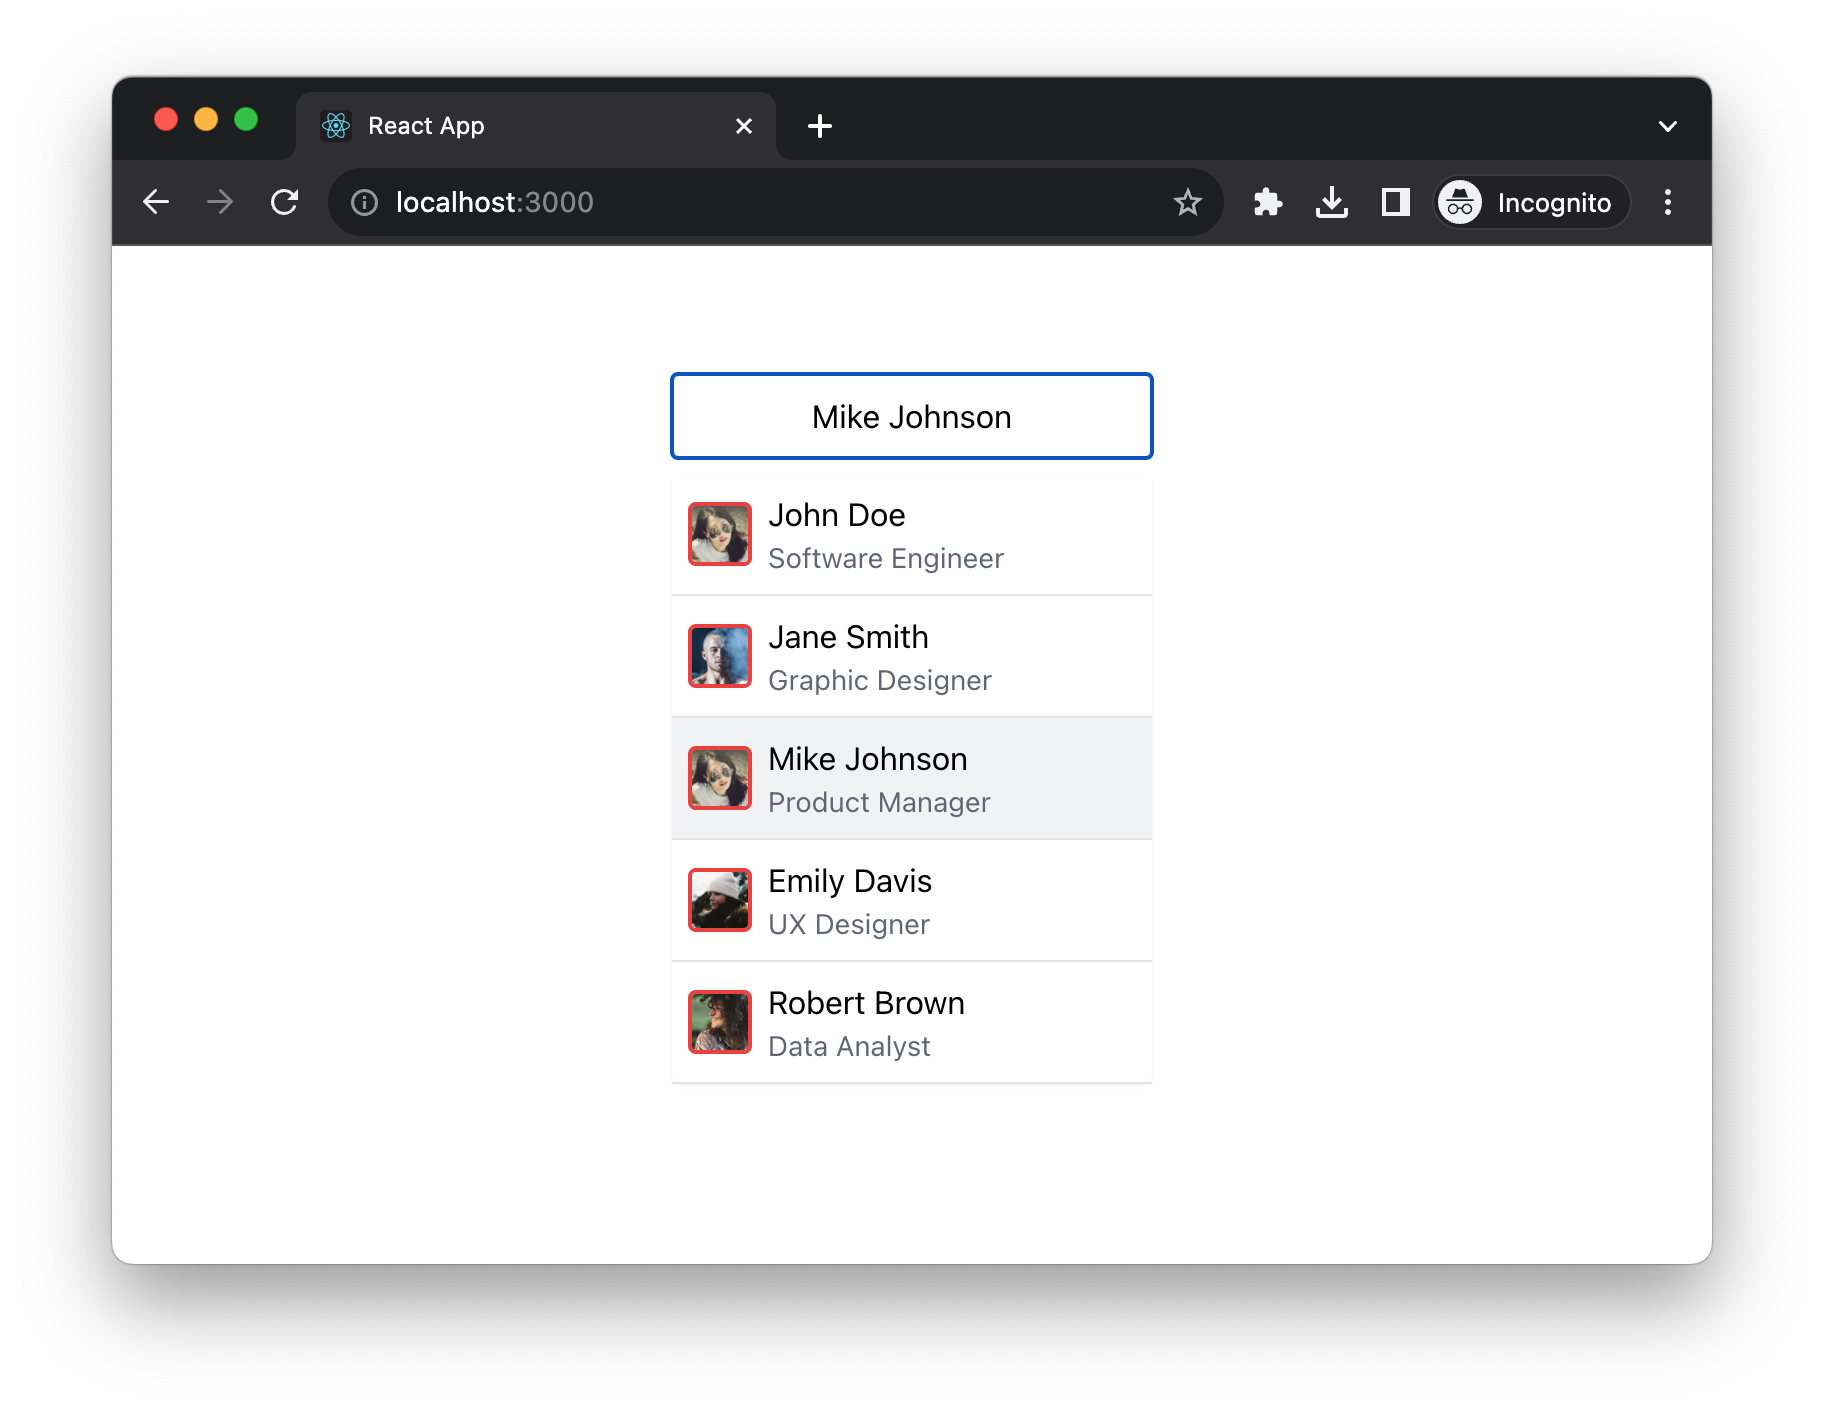 React App
localhost:3000
Incognito
Mike Johnson
John Doe
Software Engineer
Jane Smith
Graphic Designer
Mike Johnson
Product Manager
Emily Davis
UX Designer
Robert Brown
Data Analyst